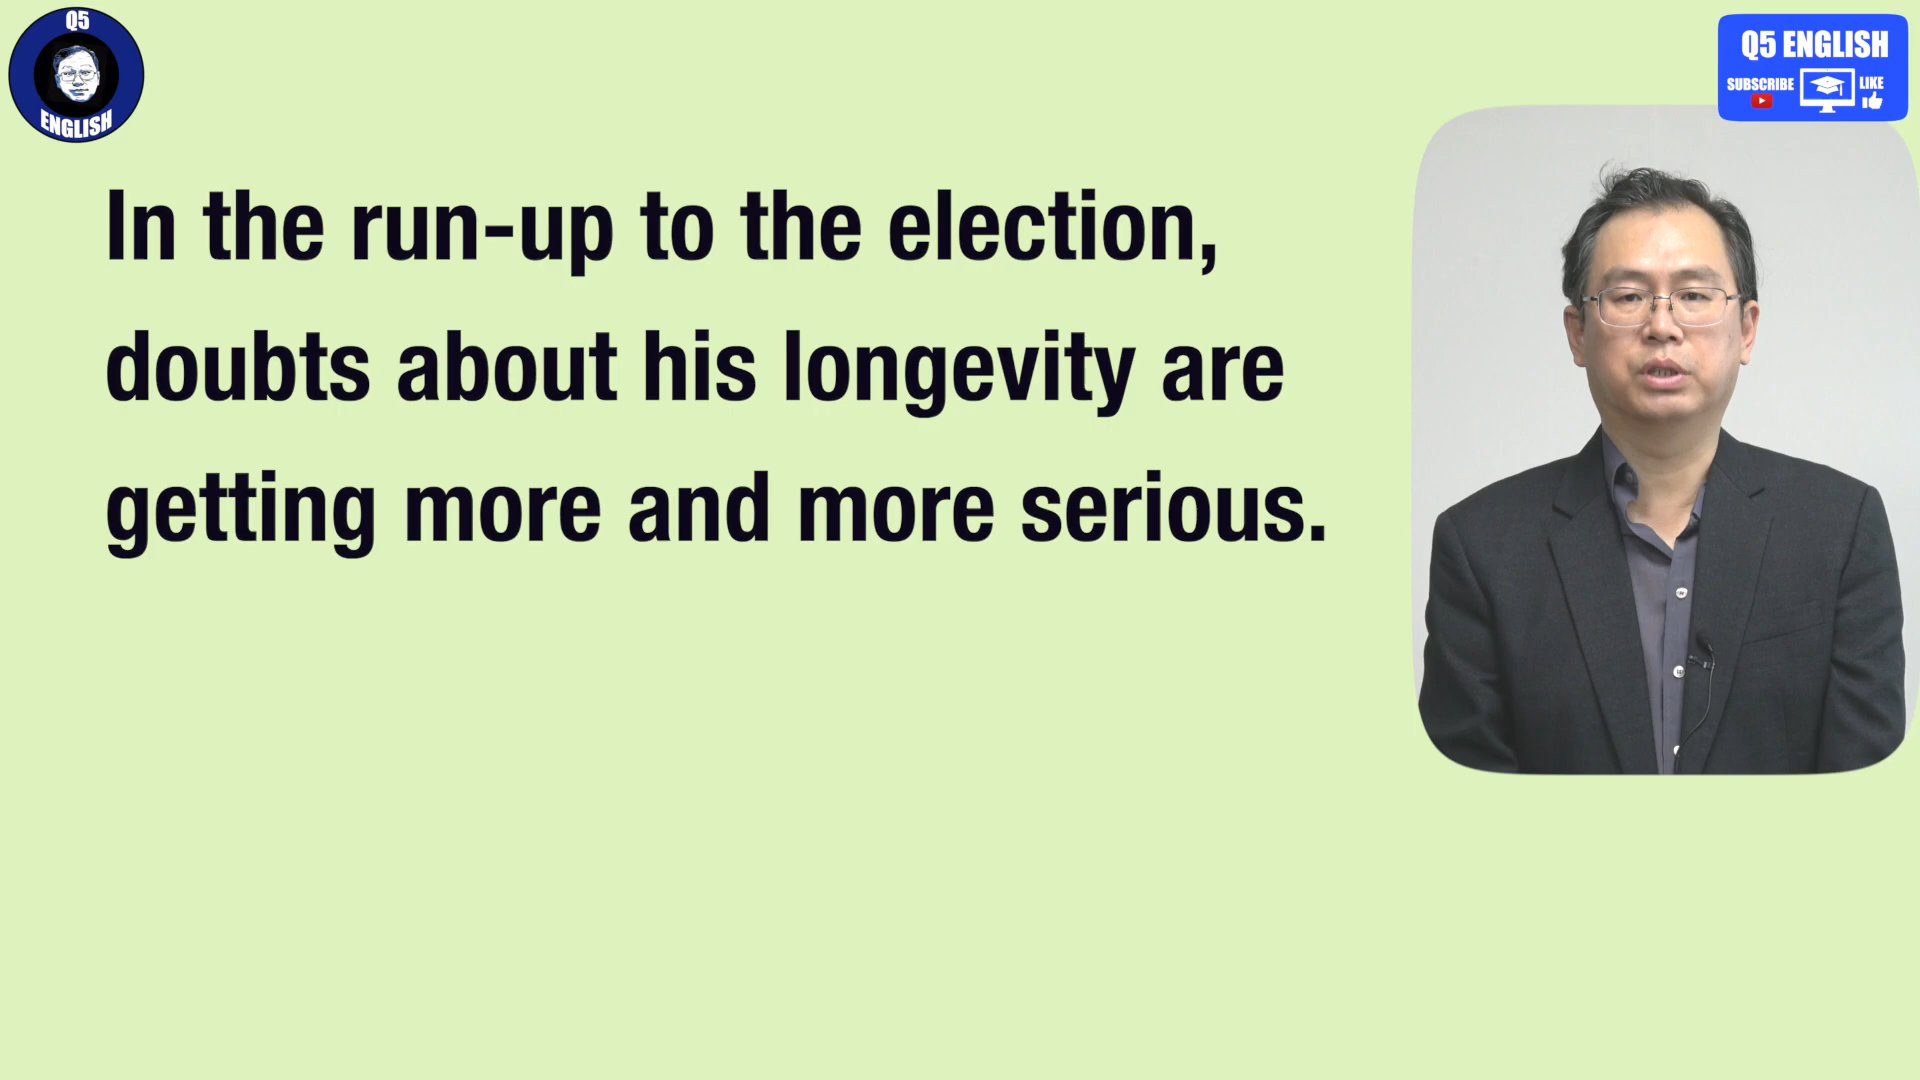 Q5
ENGLISH
Q5 ENGLISH
SUBSCRIBE
LIKE
In the run-up to the election,
doubts about his longevity are
getting more and more serious.